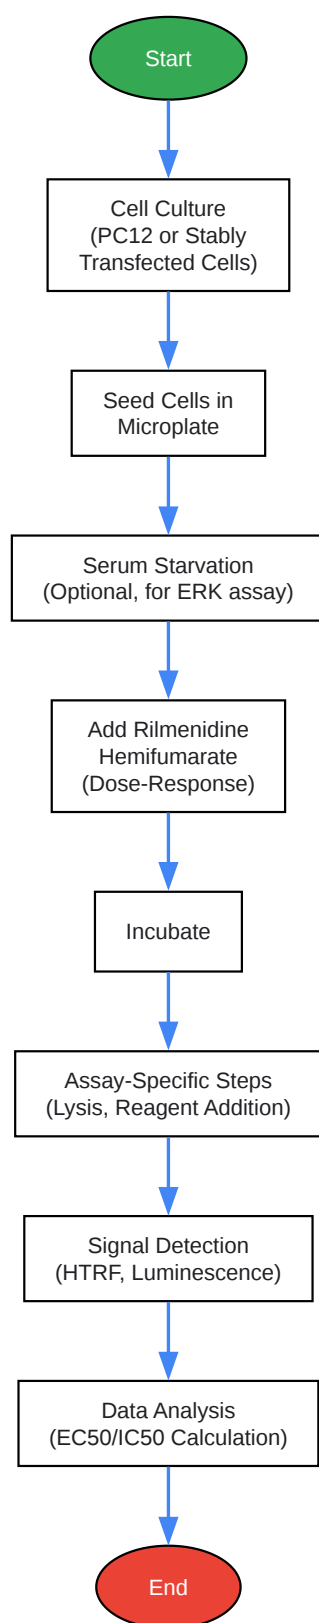 Start
Cell Culture
(PC12 or Stably
Transfected Cells)
Seed Cells in
Microplate
Serum Starvation
(Optional, for ERK assay)
Add Rilmenidine
Hemifumarate
(Dose-Response)
Incubate
Assay-Specific Steps
(Lysis, Reagent Addition)
Signal Detection
(HTRF, Luminescence)
Data Analysis
(EC50/IC50 Calculation)
End